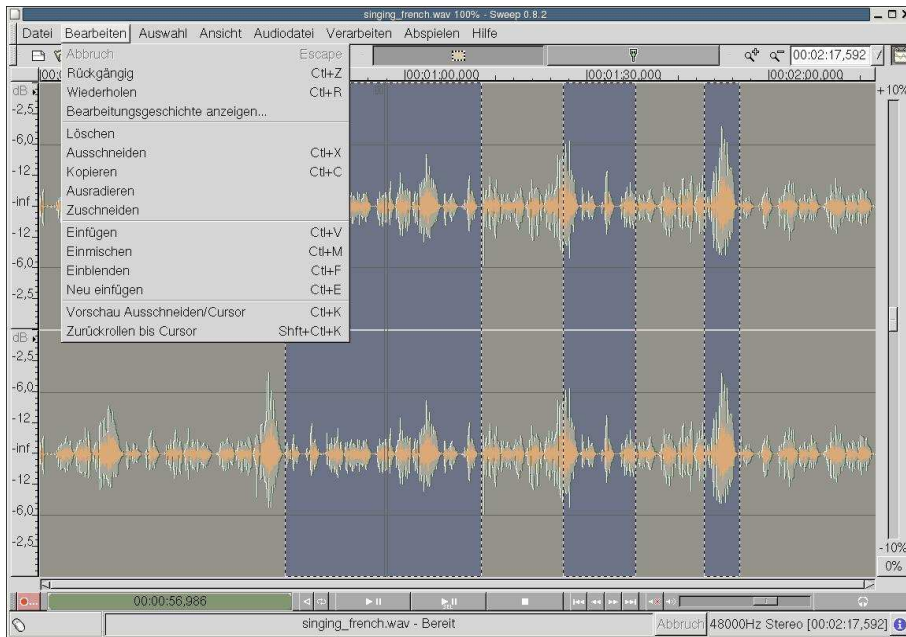 singing_french.wav 100% - Sweep 0.8.2
Datei Bearbeiten Auswahl Ansicht Audiodatei Verarbeiten Abspielen Hilfe
00:02:17,592
Abbruch Escape
Rückgängig Ctl+Z
Wiederholen Ctl+R
Bearbeitungsgeschichte anzeigen...
Löschen
Ausschneiden Ctl+X
Kopieren Ctl+C
Ausradieren
Zuschneiden
Einfügen Ctl+V
Einmischen Ctl+M
Einblenden Ctl+F
Neu einfügen Ctl+E
Vorschau Ausschneiden/Cursor Ctl+K
Zurückrollen bis Cursor Shft+Ctl+K
00:01:00,000 00:01:30,000 00:02:00,000
dB
-2,5
-6,0
-12
-inf
-12
-6,0
-2,5
dB
-2,5
-6,0
-12
-inf
-12
-6,0
-2,5
+10%
-10%
0%
00:00:56,986
singing_french.wav - Bereit
Abbruch
48000Hz Stereo [00:02:17,592]